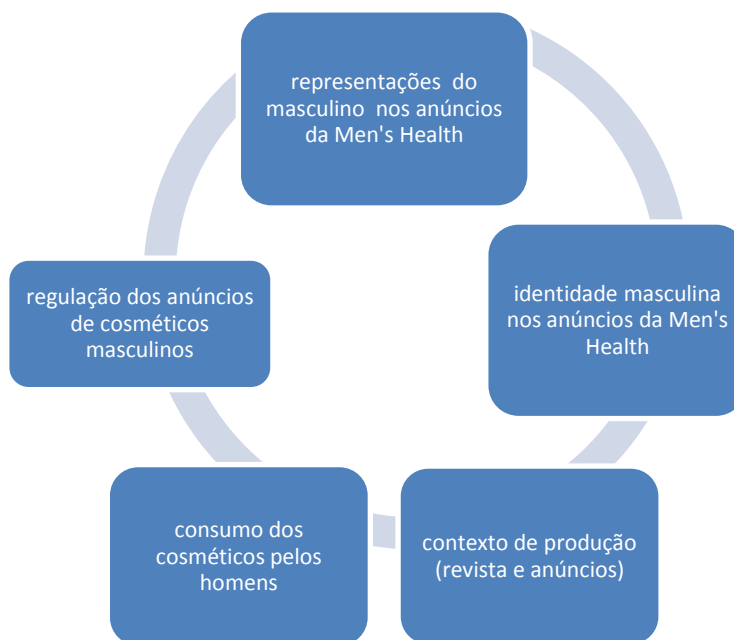 representações do
masculino nos anúncios
da Men's Health
identidade masculina
nos anúncios da Men's
Health
contexto de produção
(revista e anúncios)
consumo dos
cosméticos pelos
homens
regulação dos anúncios
de cosméticos
masculinos